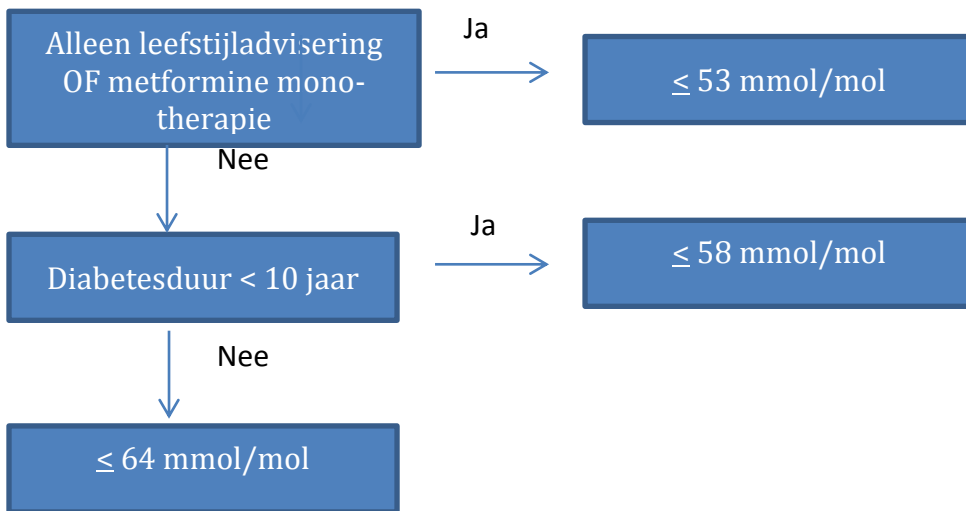 Alleen leefstijladvisering
OF metformine mono-
therapie
Ja
≤ 53 mmol/mol
Nee
Diabetesduur < 10 jaar
Ja
≤ 58 mmol/mol
Nee
≤ 64 mmol/mol